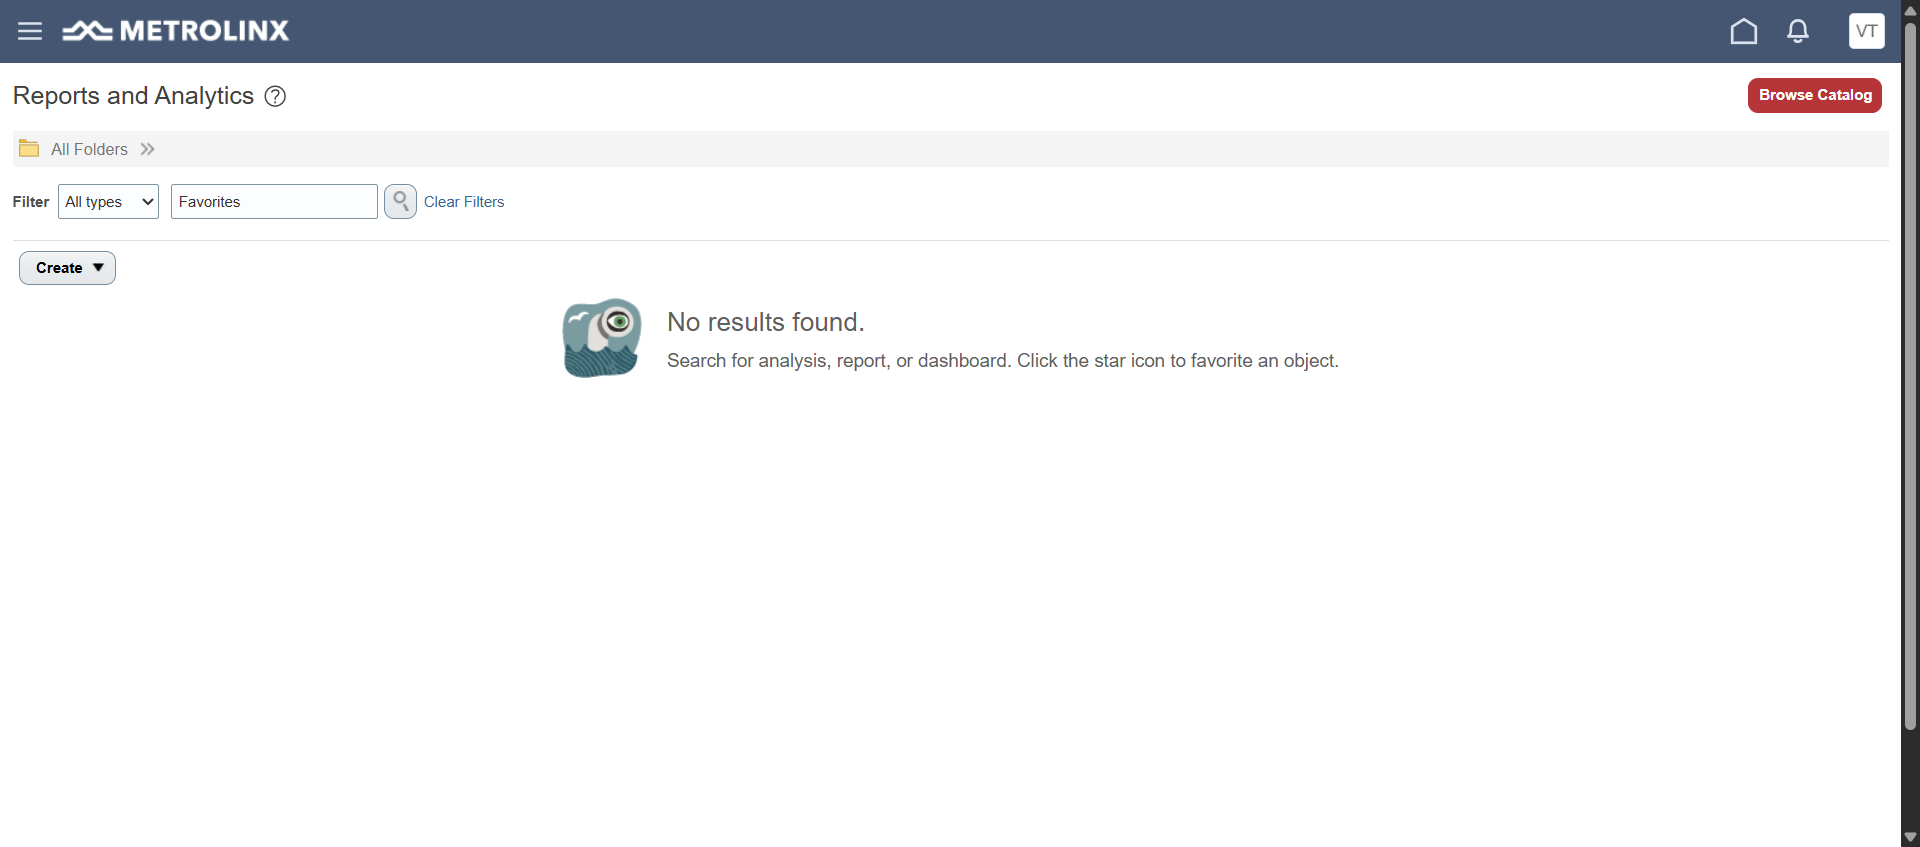 METROLINX
VT
Reports and Analytics ?
Browse Catalog
All Folders »
Filter All types Favorites Clear Filters
Create
No results found.
Search for analysis, report, or dashboard. Click the star icon to favorite an object.